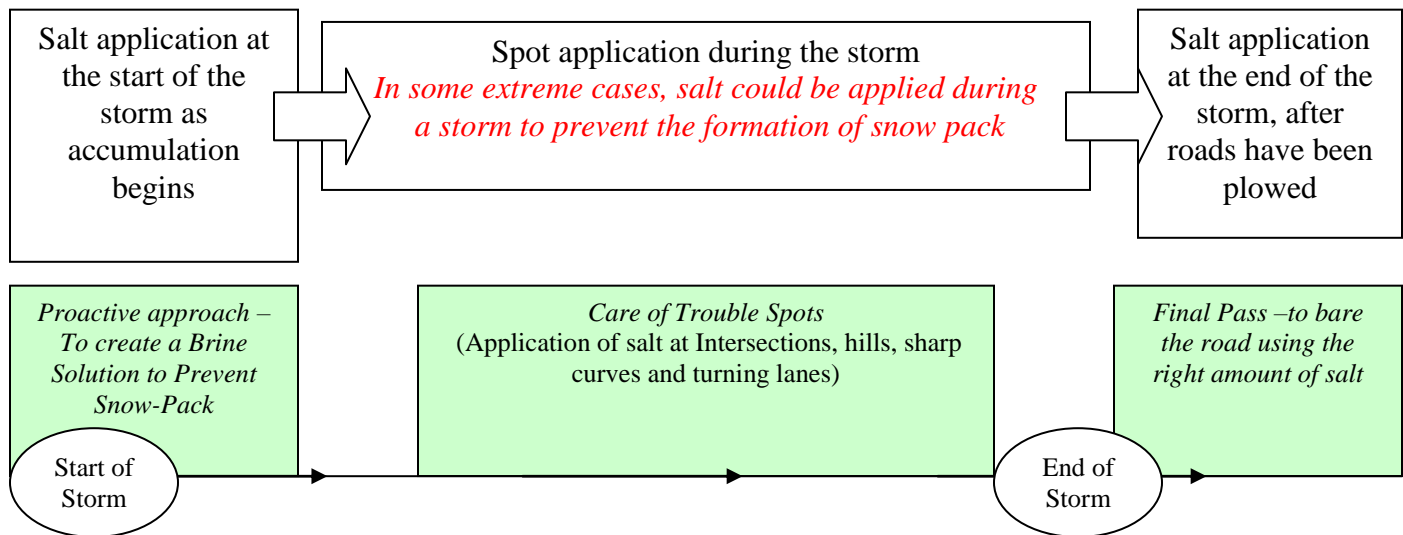 Salt application at
the start of the
storm as
accumulation
begins
Spot application during the storm
In some extreme cases, salt could be applied during
a storm to prevent the formation of snow pack
Salt application
at the end of the
storm, after
roads have been
plowed
Proactive approach –
To create a Brine
Solution to Prevent
Snow-Pack
Care of Trouble Spots
(Application of salt at Intersections, hills, sharp
curves and turning lanes)
Final Pass –to bare
the road using the
right amount of salt
Start of
Storm
End of
Storm